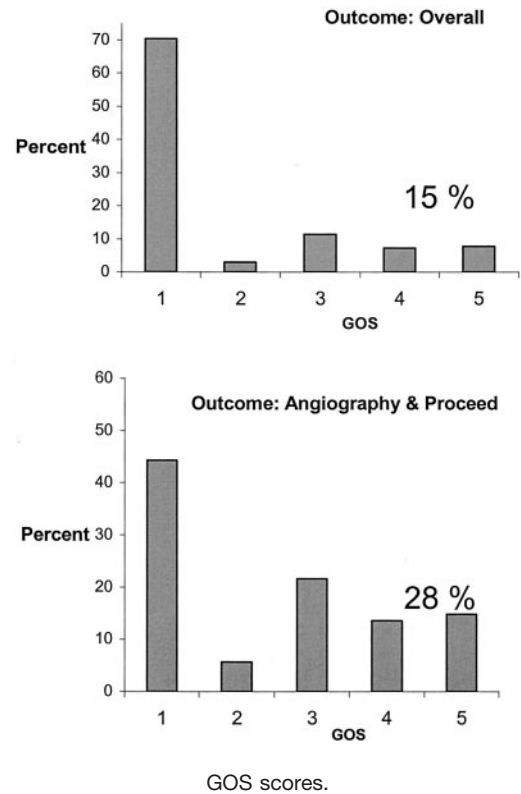 Outcome: Overall
70
60
50
Percent 40
30
20
10
0
15 %
1 2 3 4 5
GOS
60
Outcome: Angiography & Proceed
50
40
Percent 30
20
10
0
28 %
1 2 3 4 5
GOS
GOS scores.